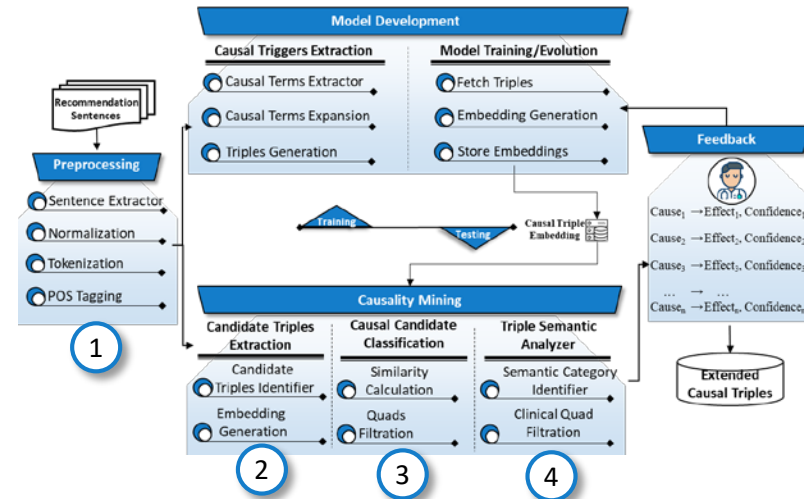 Model Development
Causal Triggers Extraction
Causal Terms Extractor
Causal Terms Expansion
Triples Generation
Model Training/Evolution
Fetch Triples
Embedding Generation
Store Embeddings
Recommendation
Sentences
Preprocessing
Sentence Extractor
Normalization
Tokenization
POS Tagging
1
Training
Testing
Causal Triple
Embedding
Causality Mining
Candidate Triples
Extraction
Candidate
Triples Identifier
Embedding
Generation
2
Causal Candidate
Classification
Similarity
Calculation
Quads
Filtration
3
Triple Semantic
Analyzer
Semantic Category
Identifier
Clinical Quad
Filtration
4
Feedback
Cause1 →Effect1, Confidence1
Cause2 →Effect2, Confidence2
Cause3 →Effect3, Confidence3
... → ...
Causen →Effectn, Confidencen
Extended
Causal Triples